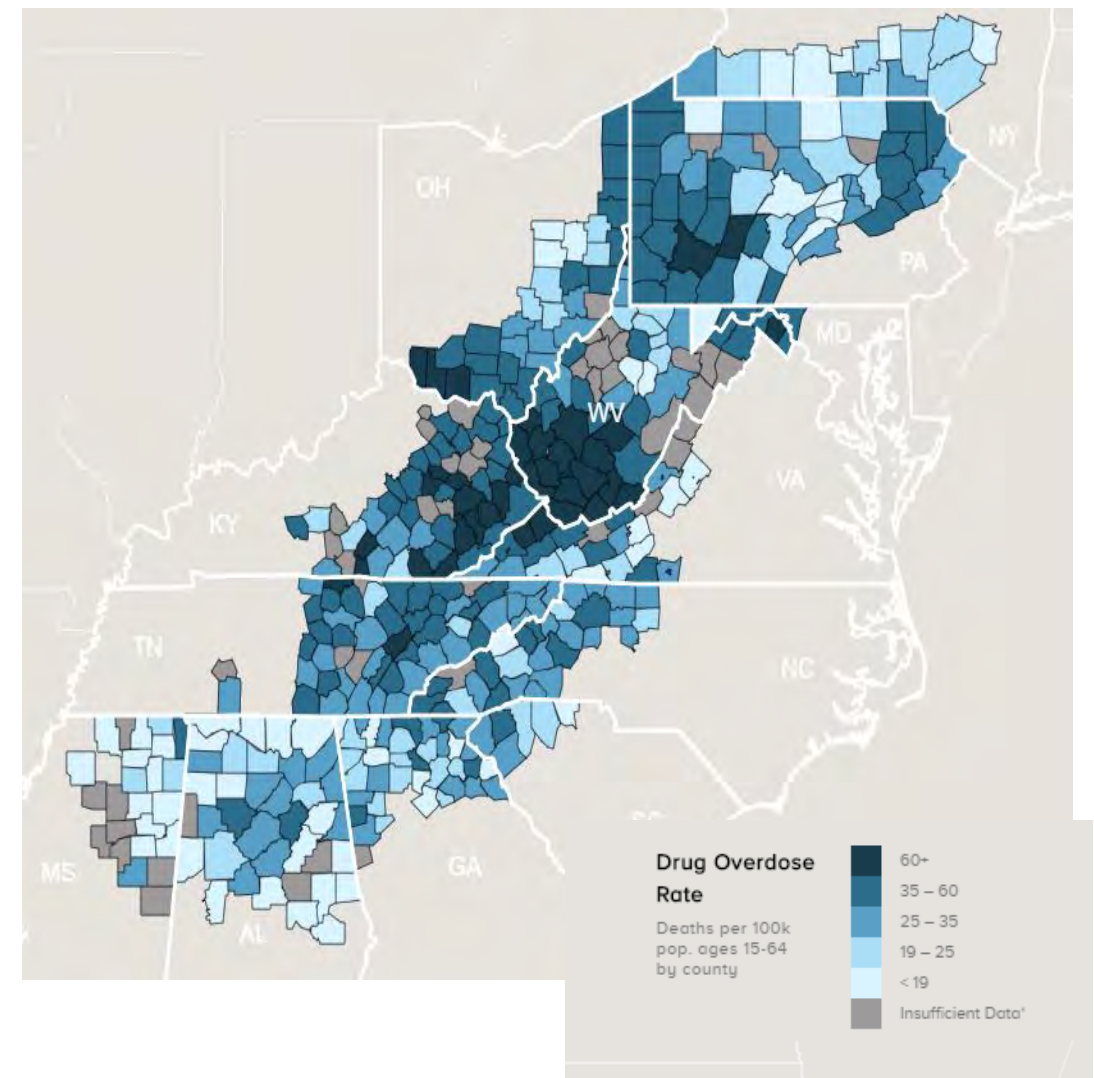 NY
OH
PA
MD
WV
VA
KY
TN
NC
MS
AL
GA
Drug Overdose
Rate
Deaths per 100k
pop. ages 15-64
by county
60+
35 – 60
25 – 35
19 – 25
< 19
Insufficient Data*